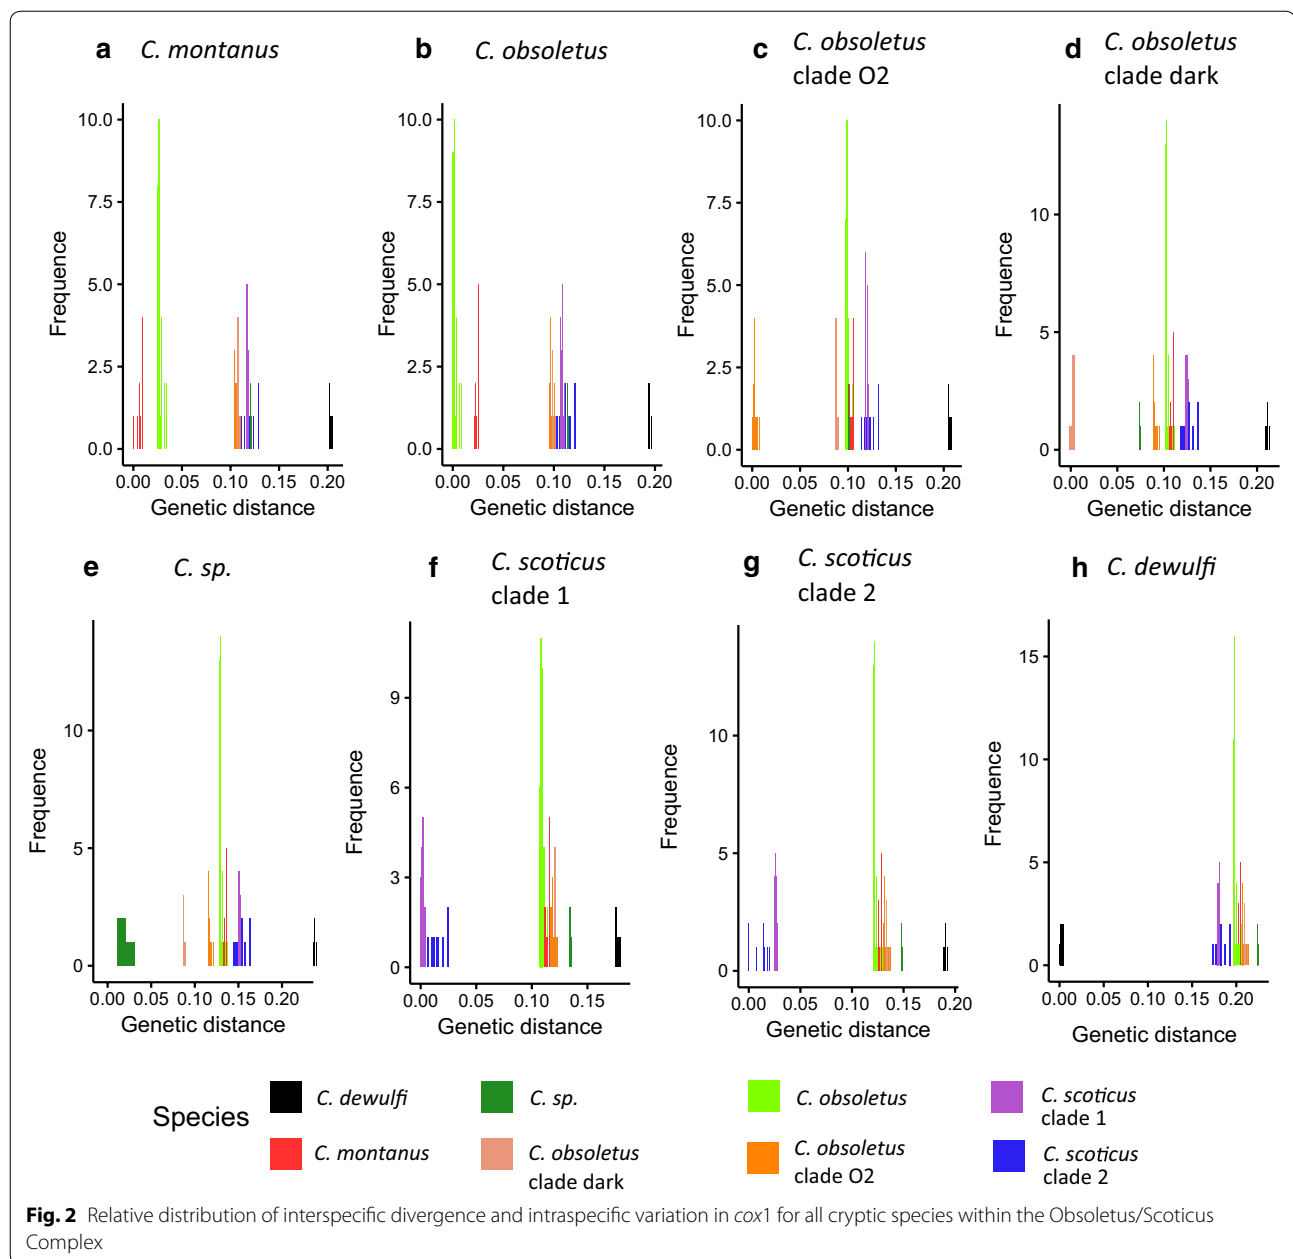 a C. montanus
b C. obsoletus
c C. obsoletus
clade O2
d C. obsoletus
clade dark
Frequence
10.0
7.5
5.0
2.5
0.0
0.00 0.05 0.10 0.15 0.20
Genetic distance
Frequence
10.0
7.5
5.0
2.5
0.0
0.00 0.05 0.10 0.15 0.20
Genetic distance
Frequence
10.0
7.5
5.0
2.5
0.0
0.00 0.05 0.10 0.15 0.20
Genetic distance
Frequence
10
5
0
0.00 0.05 0.10 0.15 0.20
Genetic distance
e C. sp.
f C. scoticus
clade 1
g C. scoticus
clade 2
h C. dewulfi
Frequence
10
5
0
0.00 0.05 0.10 0.15 0.20
Genetic distance
Frequence
9
6
3
0
0.00 0.05 0.10 0.15
Genetic distance
Frequence
10
5
0
0.00 0.05 0.10 0.15 0.20
Genetic distance
Frequence
15
10
5
0
0.00 0.05 0.10 0.15 0.20
Genetic distance
Species
C. dewulfi
C. sp.
C. obsoletus
C. scoticus
clade 1
C. montanus
C. obsoletus
clade dark
C. obsoletus
clade O2
C. scoticus
clade 2
Fig. 2 Relative distribution of interspecific divergence and intraspecific variation in cox1 for all cryptic species within the Obsoletus/Scoticus
Complex